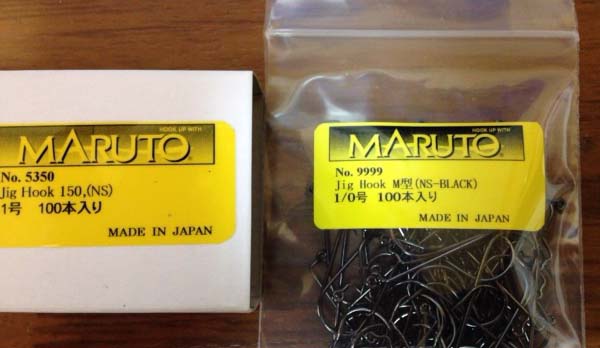 HOOK UP WITH
MARUTO
No. 5350
Jig Hook 150,(NS)
1号 100本入り
MADE IN JAPAN
HOOK UP WITH
MARUTO
No. 9999
Jig Hook M型(NS-BLACK)
1/0号 100本入り
MADE IN JAPAN